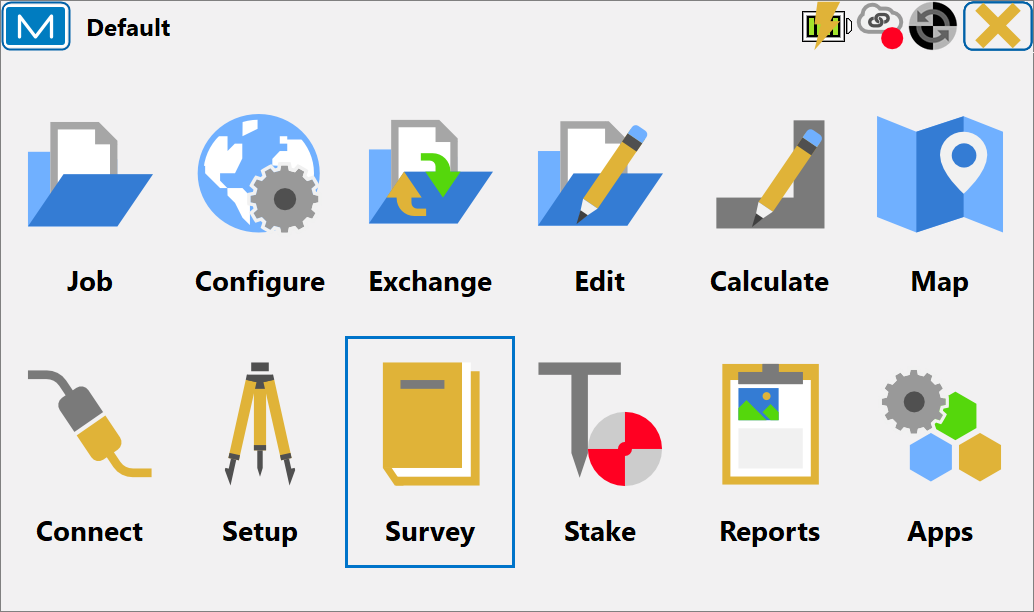 Default
Job Configure Exchange Edit Calculate Map
Connect Setup Survey Stake Reports Apps